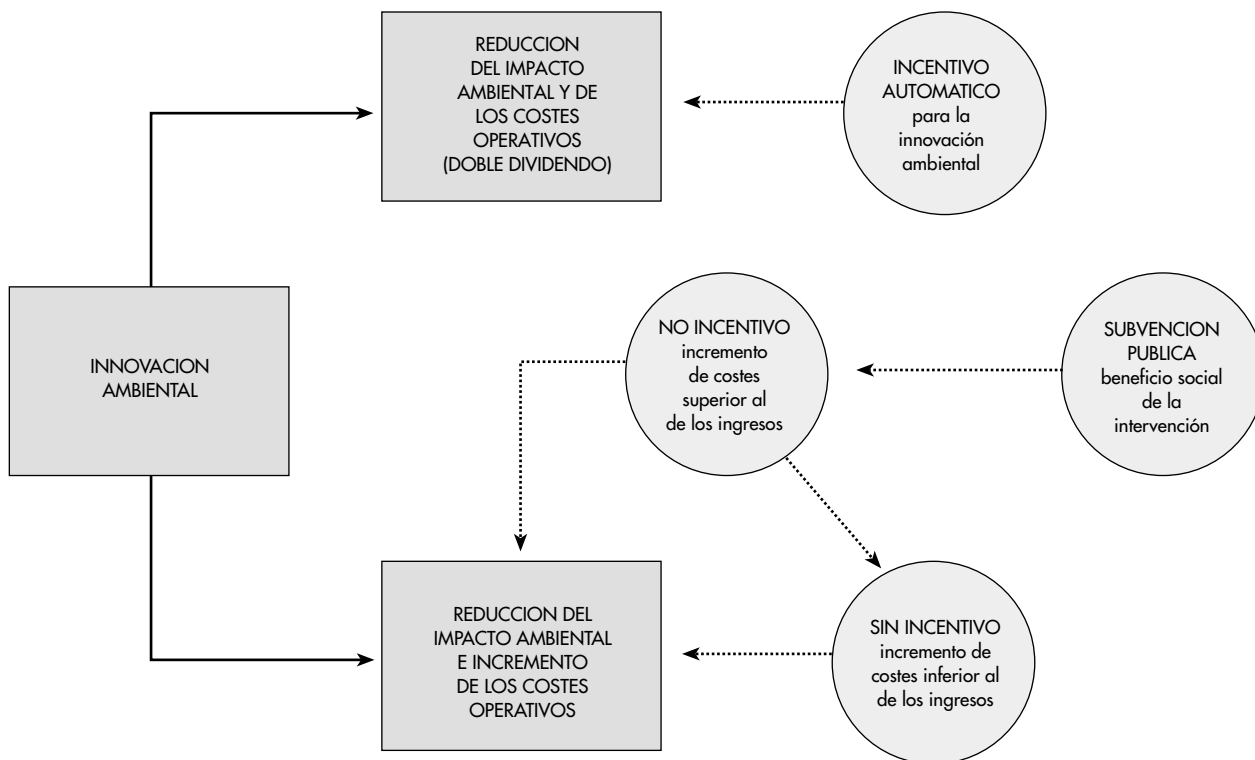 REDUCCION
DEL IMPACTO
AMBIENTAL Y DE
LOS COSTES
OPERATIVOS
(DOBLE DIVIDENDO)
INCENTIVO
AUTOMATICO
para la
innovación
ambiental
INNOVACION
AMBIENTAL
NO INCENTIVO
incremento
de costes
superior al
de los ingresos
SUBVENCION
PUBLICA
beneficio social
de la
intervención
REDUCCION DEL
IMPACTO AMBIENTAL
E INCREMENTO
DE LOS COSTES
OPERATIVOS
SIN INCENTIVO
incremento de
costes inferior al
de los ingresos